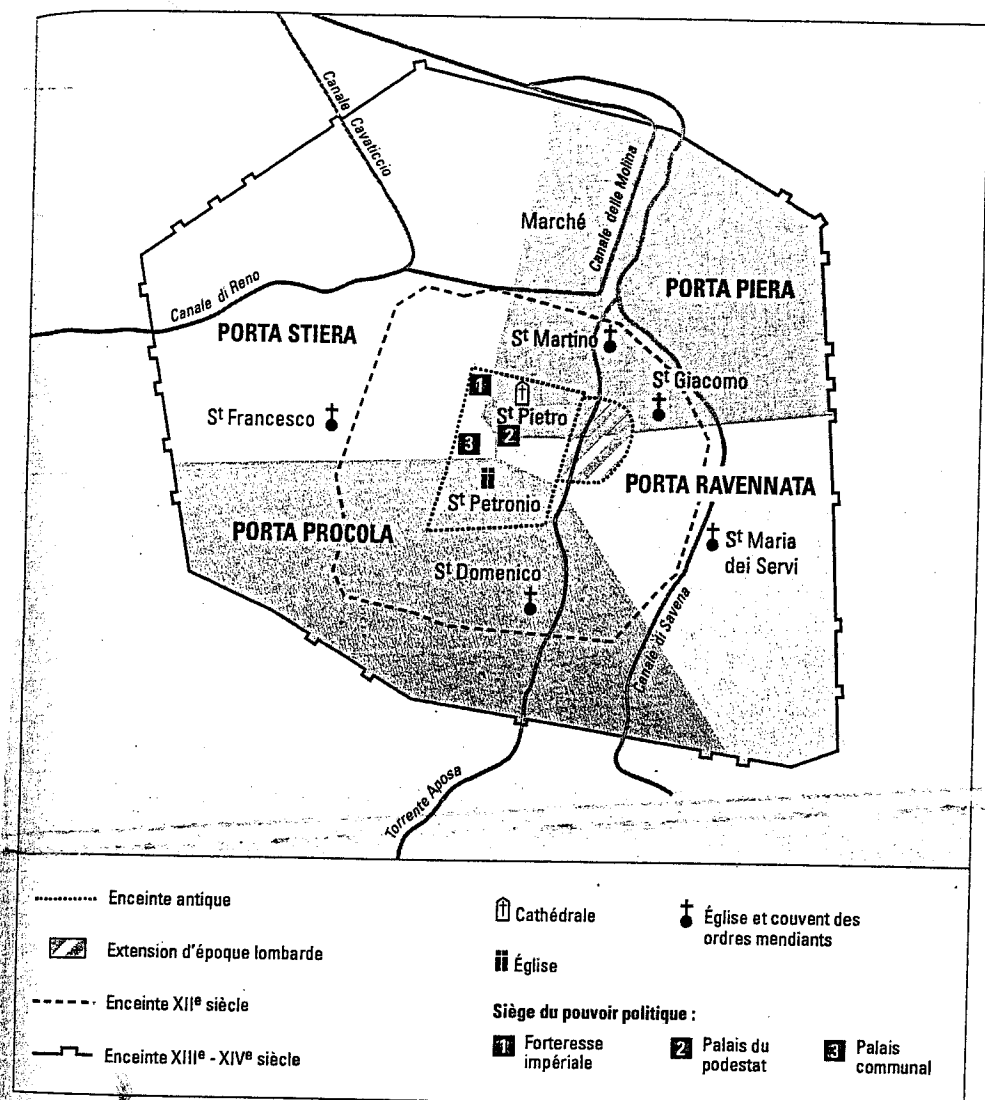 Canale Cavaticcio
Canale delle Molina
Marché
Canale di Reno
PORTA PIERA
PORTA STIERA
St Martino
St Giacomo
1
St Francesco
St Pietro
2
3
PORTA RAVENNATA
St Petronio
PORTA PROCOLA
St Maria
dei Servi
St Domenico
Canale di Savena
Torrente Aposa
Enceinte antique
Extension d'époque lombarde
Enceinte XIIe siècle
Enceinte XIIIe - XIVe siècle
Cathédrale
Église
Église et couvent des
ordres mendiants
Siège du pouvoir politique :
1 Forteresse
impériale
2 Palais du
podestat
3 Palais
communal